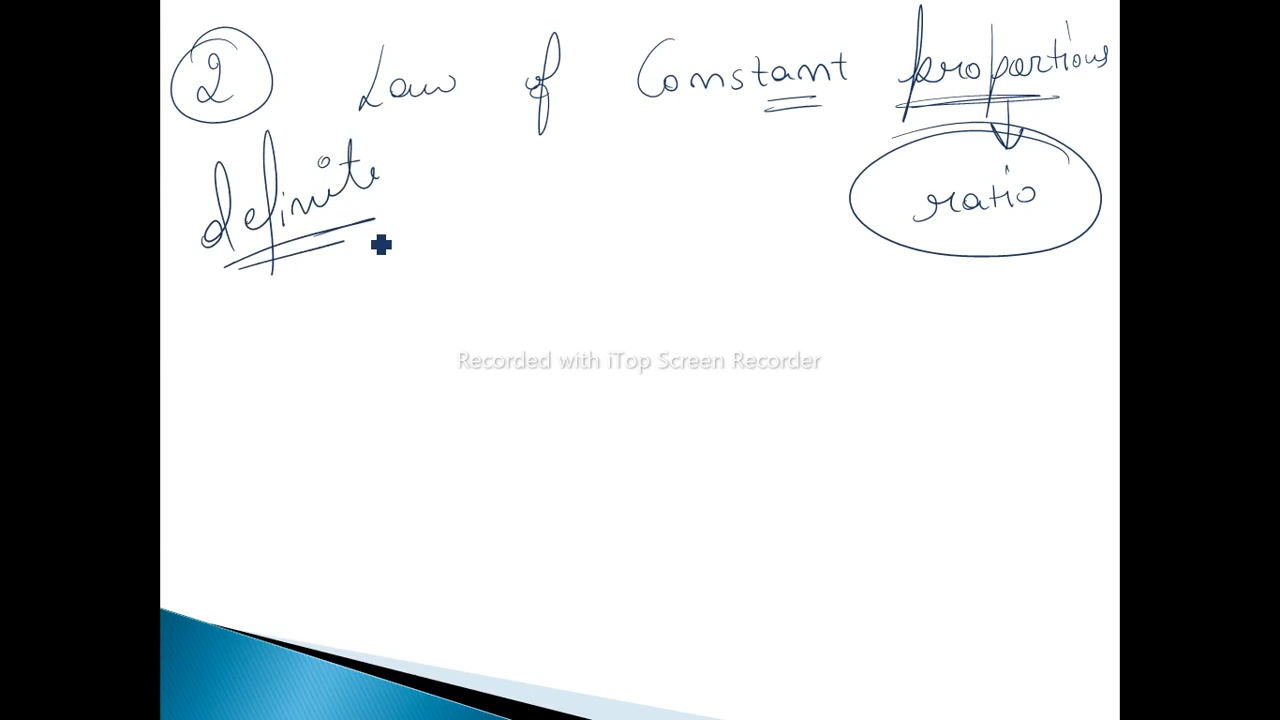 2 Law of Constant proportions
definite
ratio
Recorded with iTop Screen Recorder